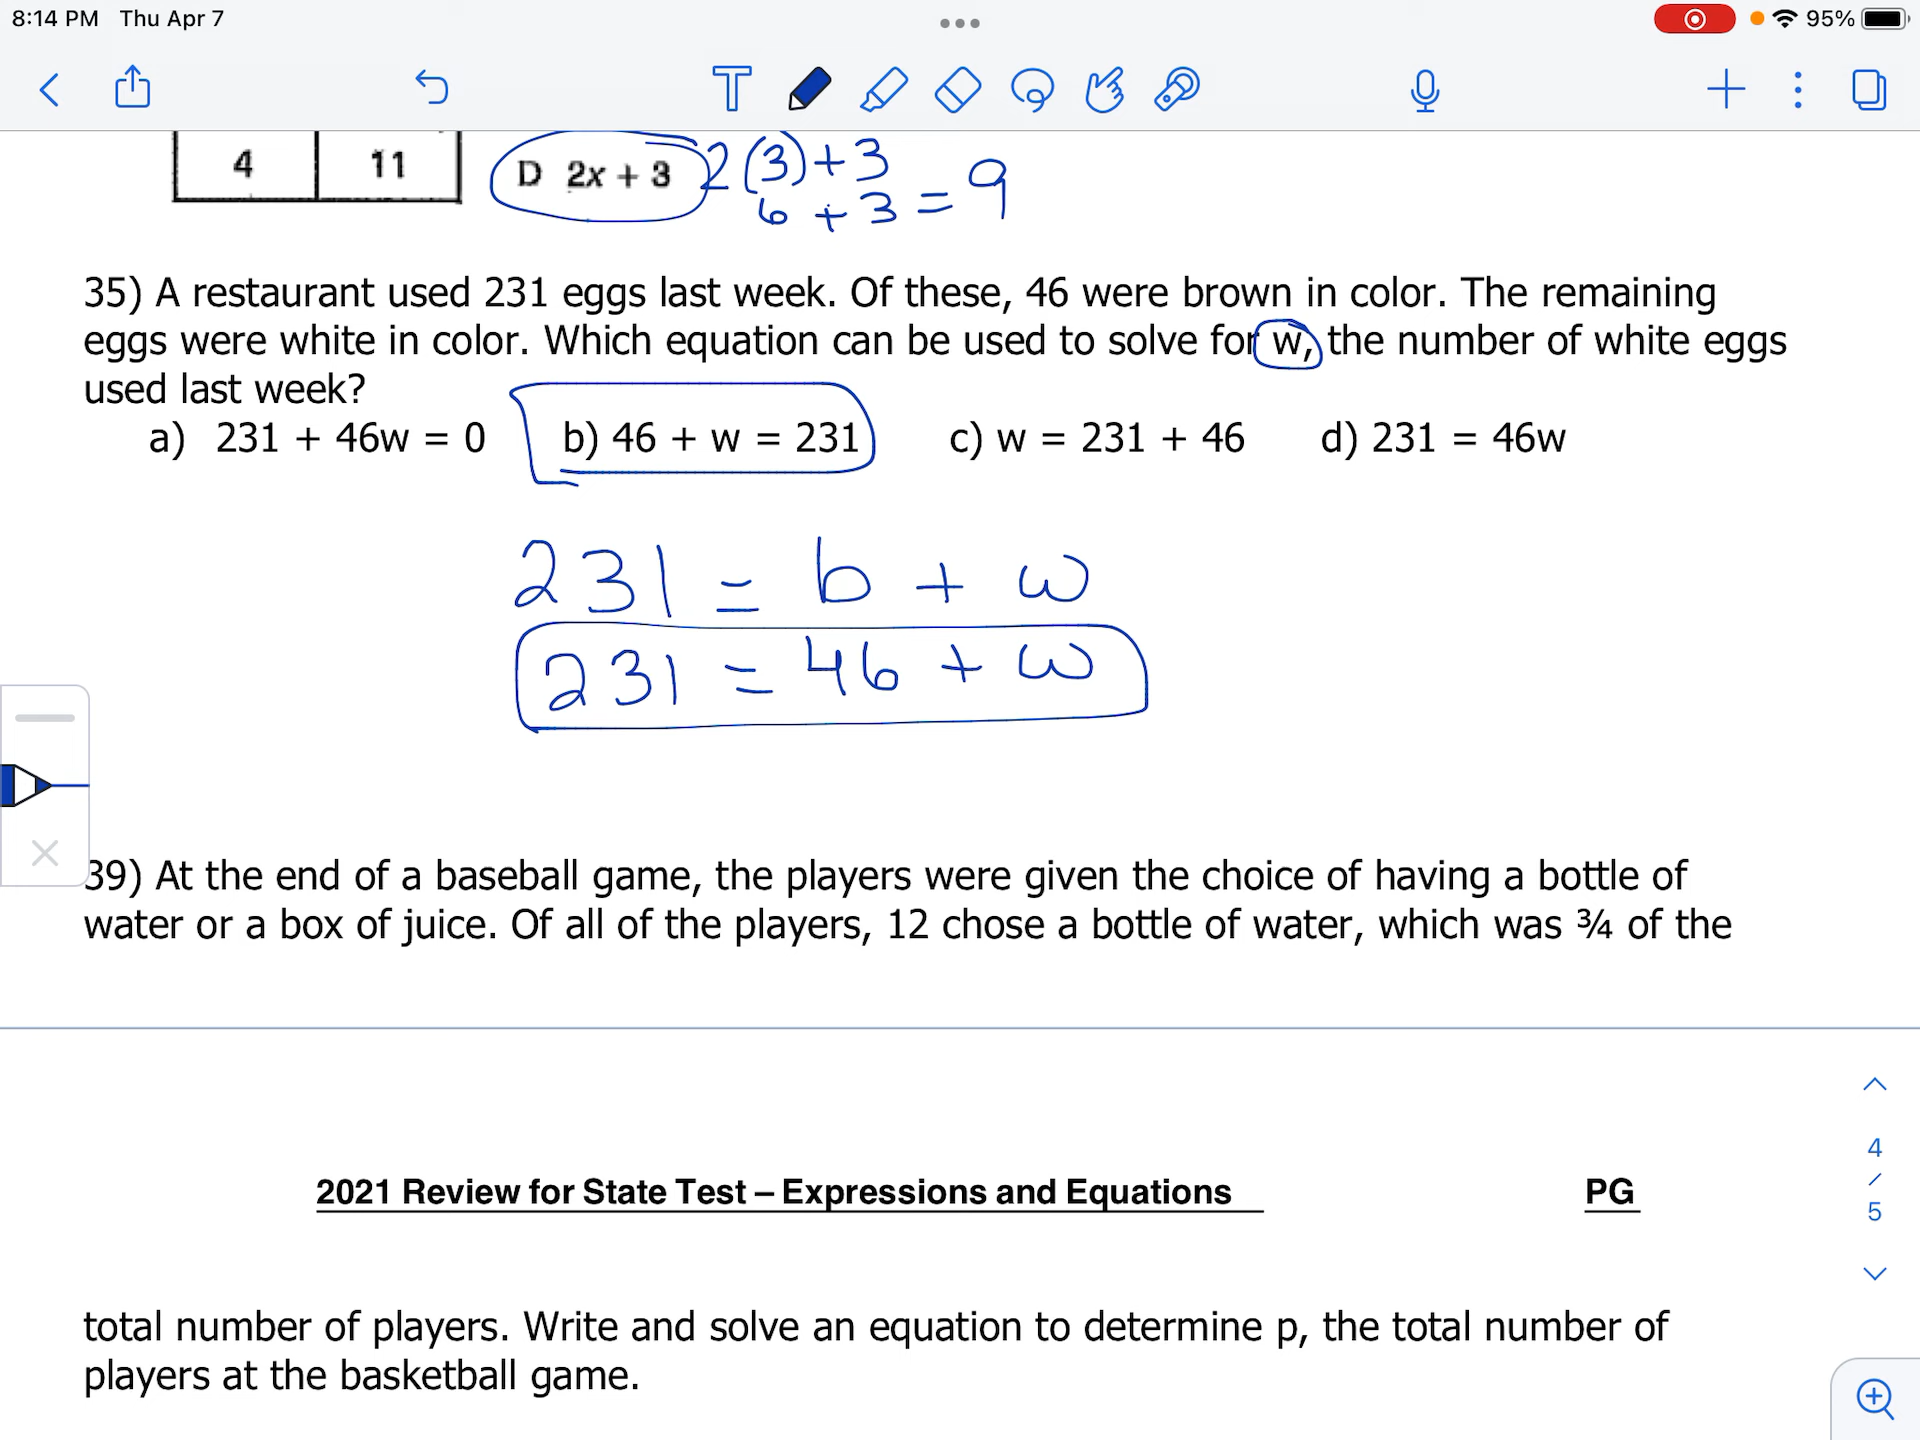 8:14 PM Thu Apr 7
95%
4 11
D 2x + 3 2(3)+3
6 + 3 = 9
35) A restaurant used 231 eggs last week. Of these, 46 were brown in color. The remaining
eggs were white in color. Which equation can be used to solve for w, the number of white eggs
used last week?
a) 231 + 46w = 0 b) 46 + w = 231 c) w = 231 + 46 d) 231 = 46w
231 = b + w
231 = 46 + w
39) At the end of a baseball game, the players were given the choice of having a bottle of
water or a box of juice. Of all of the players, 12 chose a bottle of water, which was ¾ of the
4
/
5
2021 Review for State Test – Expressions and Equations PG
total number of players. Write and solve an equation to determine p, the total number of
players at the basketball game.